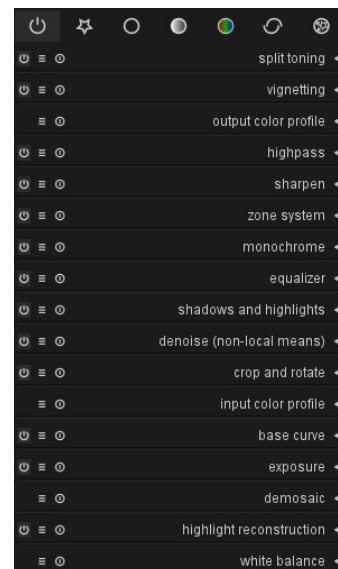 split toning
vignetting
output color profile
highpass
sharpen
zone system
monochrome
equalizer
shadows and highlights
denoise (non-local means)
crop and rotate
input color profile
base curve
exposure
demosaic
highlight reconstruction
white balance